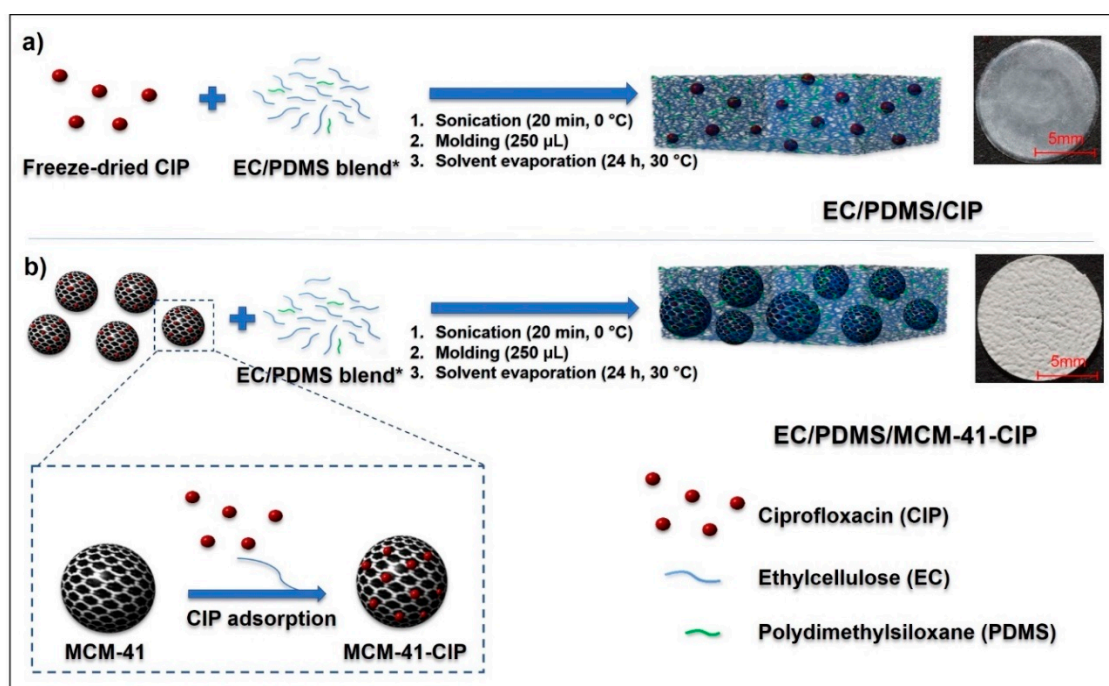 a)
Freeze-dried CIP
EC/PDMS blend*
1. Sonication (20 min, 0 °C)
2. Molding (250 µL)
3. Solvent evaporation (24 h, 30 °C)
5mm
EC/PDMS/CIP
b)
EC/PDMS blend*
1. Sonication (20 min, 0 °C)
2. Molding (250 µL)
3. Solvent evaporation (24 h, 30 °C)
5mm
EC/PDMS/MCM-41-CIP
MCM-41
CIP adsorption
MCM-41-CIP
Ciprofloxacin (CIP)
Ethylcellulose (EC)
Polydimethylsiloxane (PDMS)